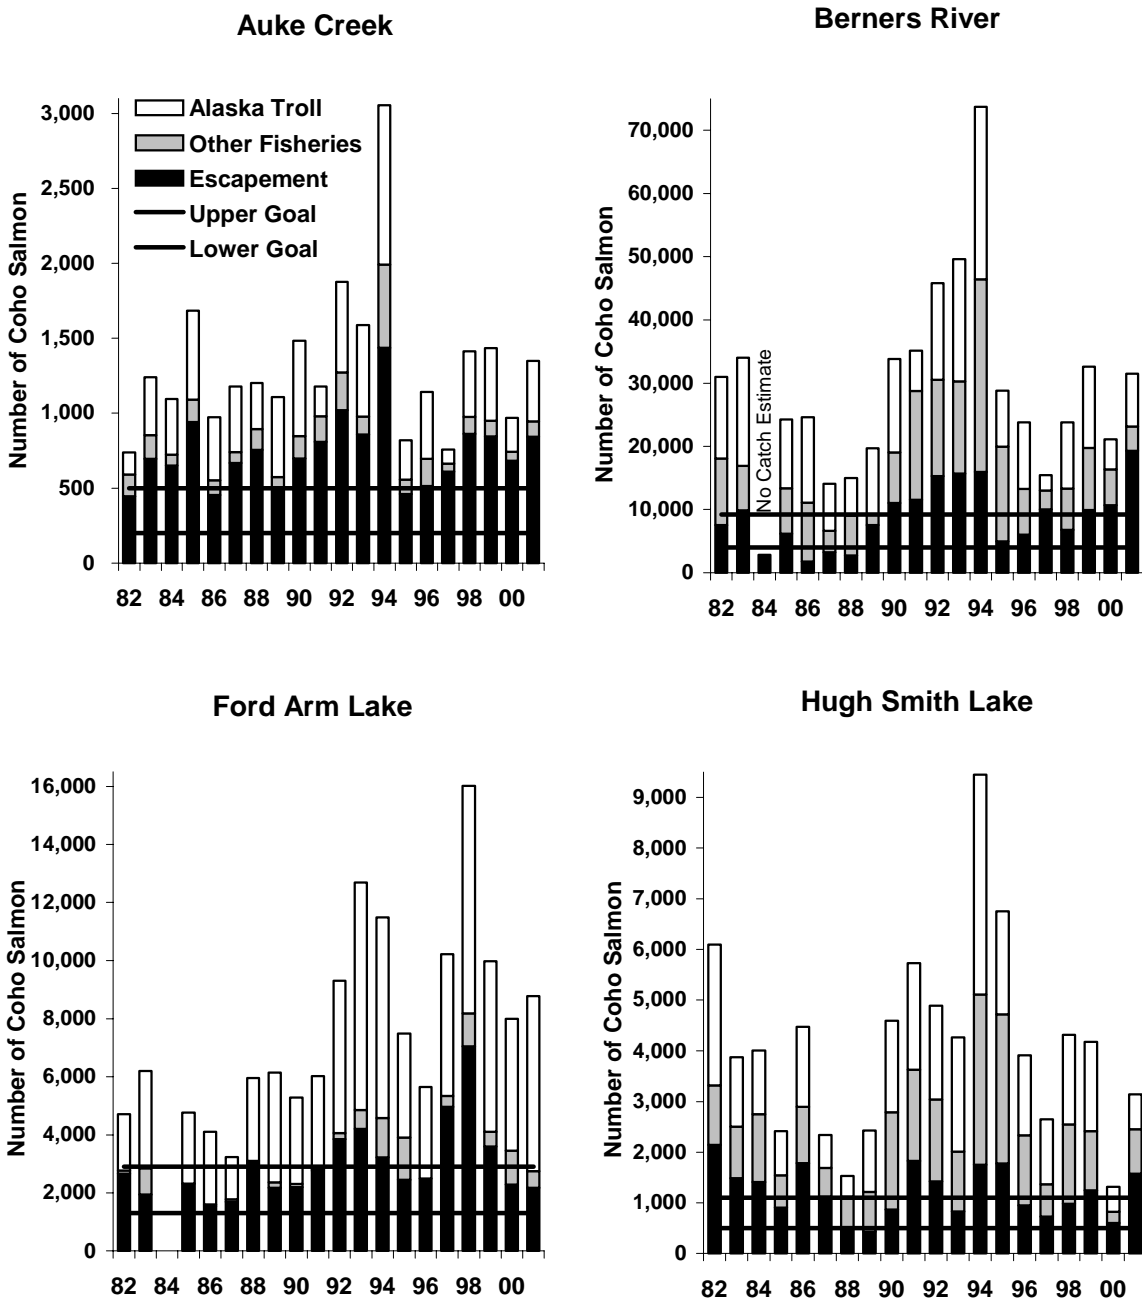 Auke Creek
Number of Coho Salmon
3,000
2,500
2,000
1,500
1,000
500
0
Alaska Troll
Other Fisheries
Escapement
Upper Goal
Lower Goal
82 84 86 88 90 92 94 96 98 00
Berners River
Number of Coho Salmon
70,000
60,000
50,000
40,000
30,000
20,000
10,000
0
No Catch Estimate
82 84 86 88 90 92 94 96 98 00
Ford Arm Lake
Number of Coho Salmon
16,000
14,000
12,000
10,000
8,000
6,000
4,000
2,000
0
82 84 86 88 90 92 94 96 98 00
Hugh Smith Lake
Number of Coho Salmon
9,000
8,000
7,000
6,000
5,000
4,000
3,000
2,000
1,000
0
82 84 86 88 90 92 94 96 98 00